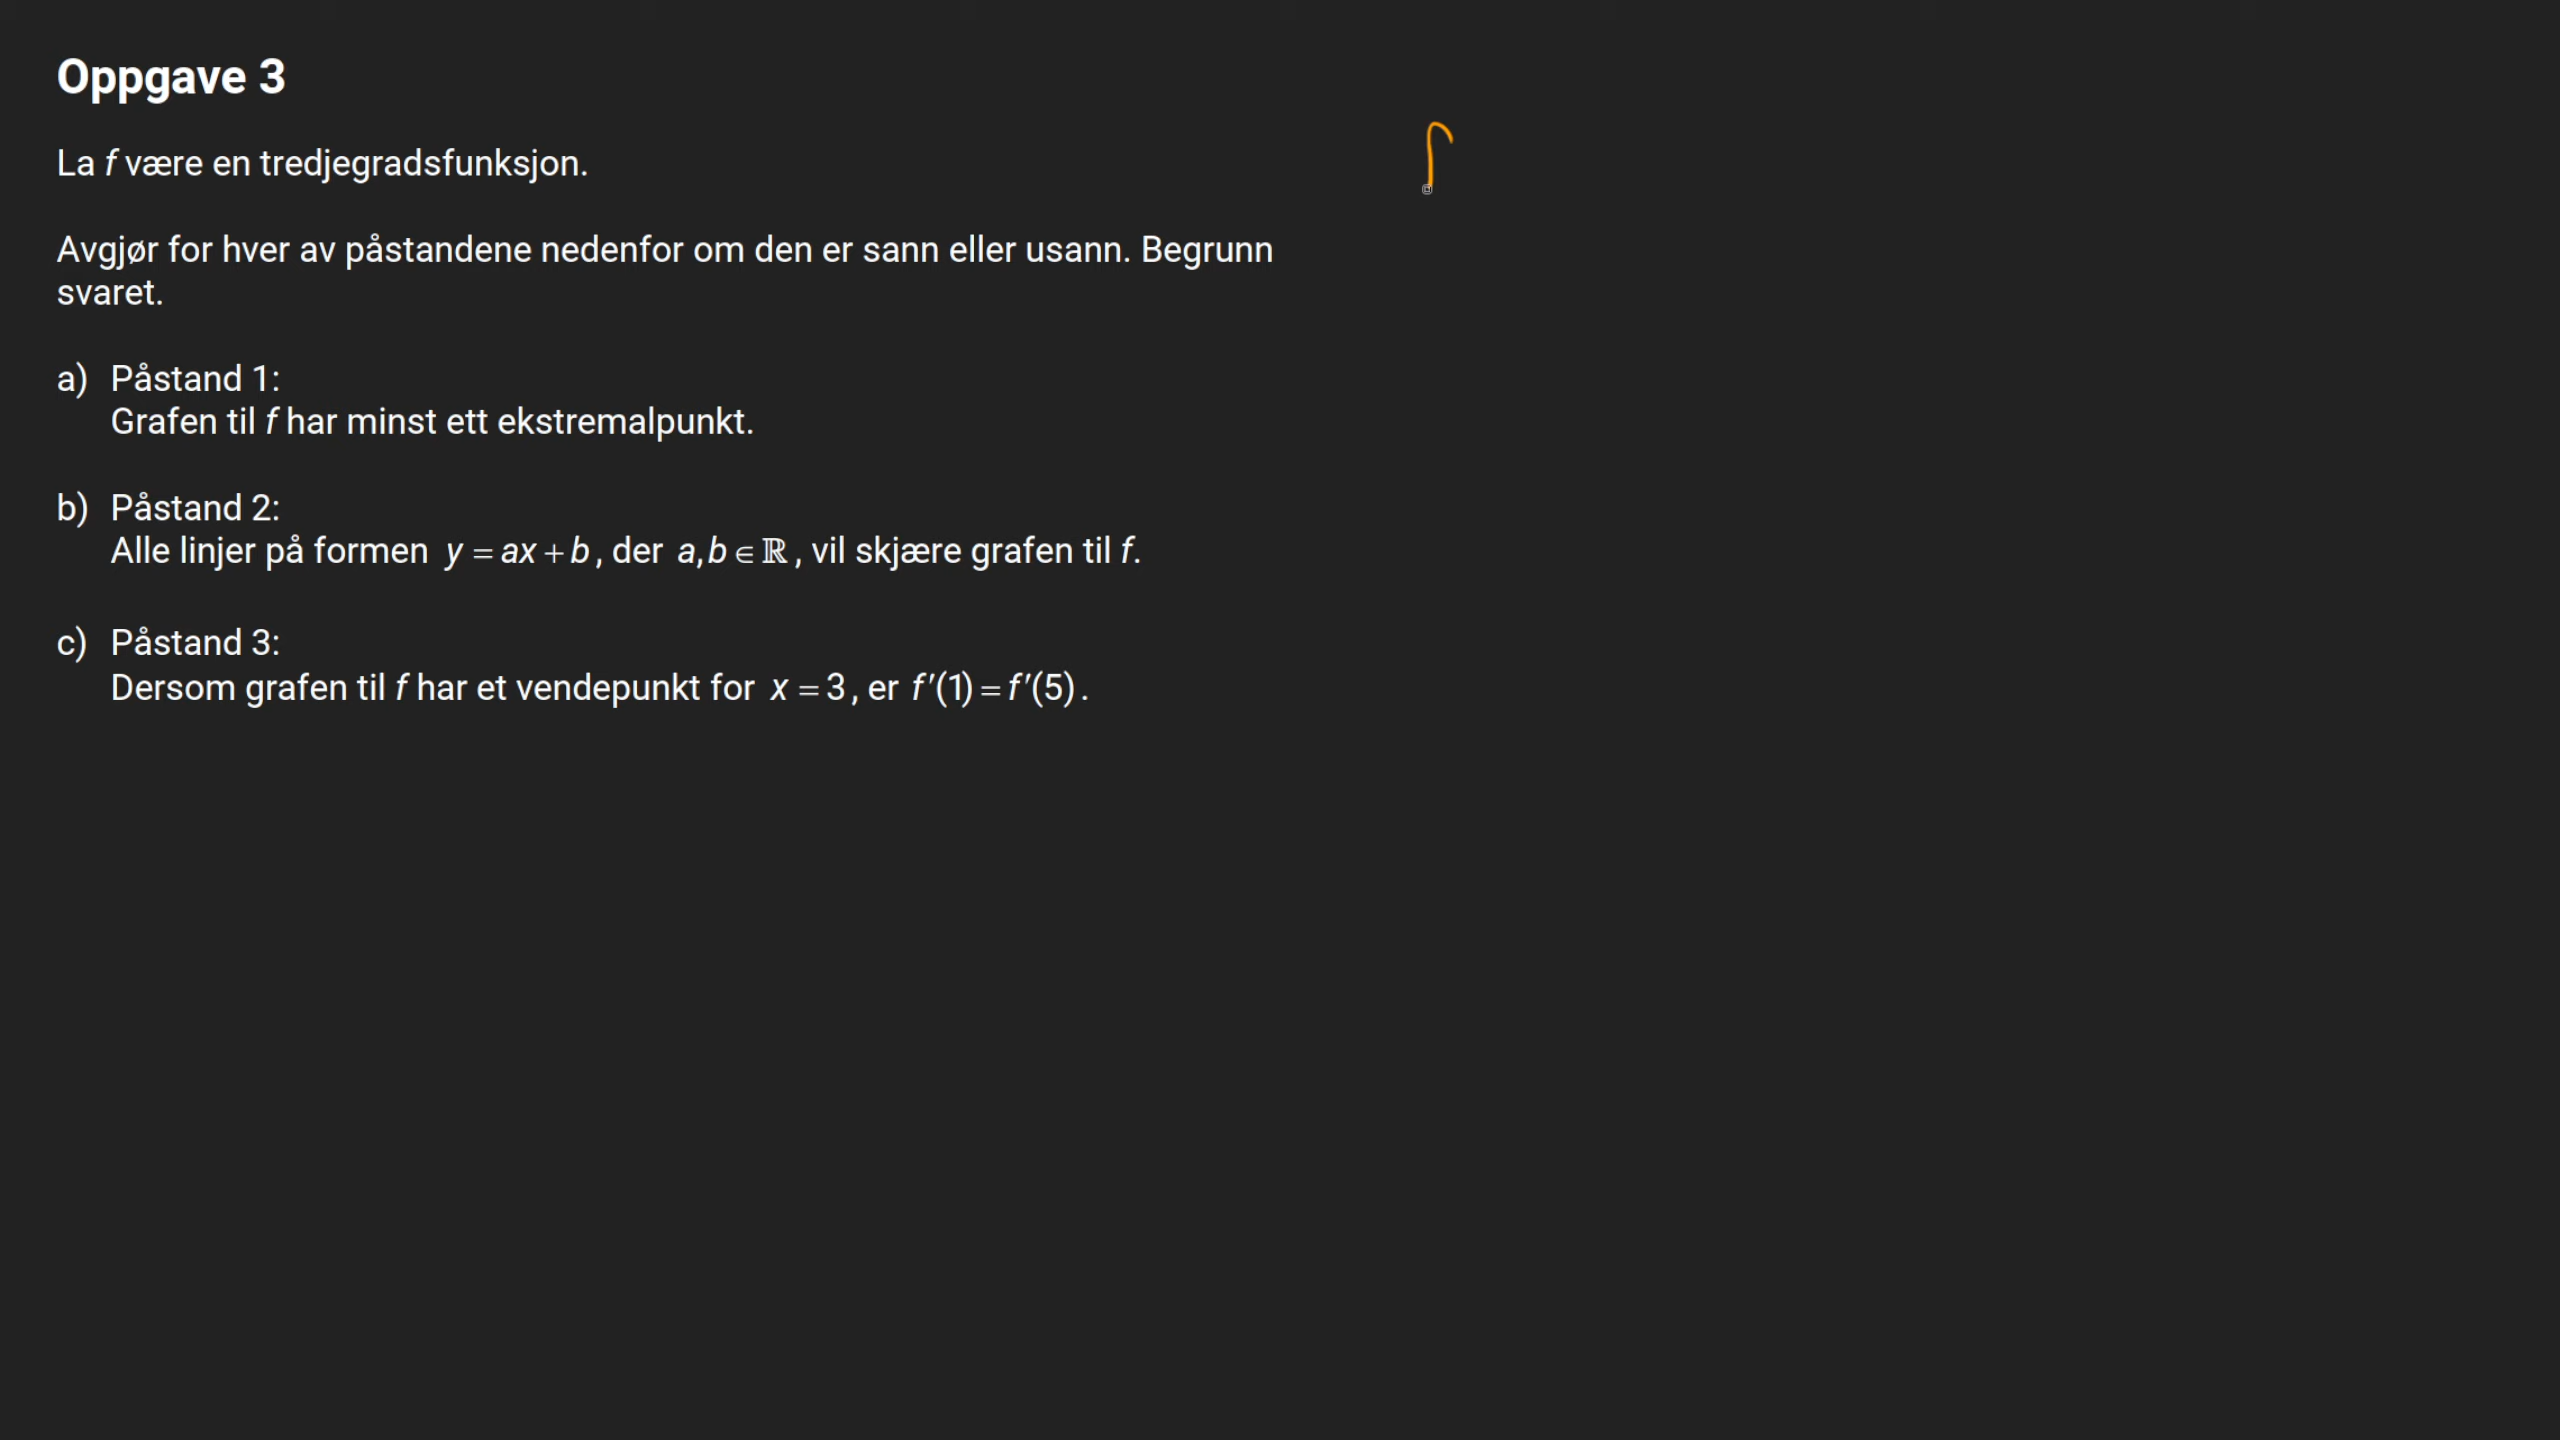 Oppgave 3
La f være en tredjegradsfunksjon.
Avgjør for hver av påstandene nedenfor om den er sann eller usann. Begrunn
svaret.
a) Påstand 1:
Grafen til f har minst ett ekstremalpunkt.
b) Påstand 2:
Alle linjer på formen y = ax + b, der a, b ∈ ℝ, vil skjære grafen til f.
c) Påstand 3:
Dersom grafen til f har et vendepunkt for x = 3, er f′(1) = f′(5).